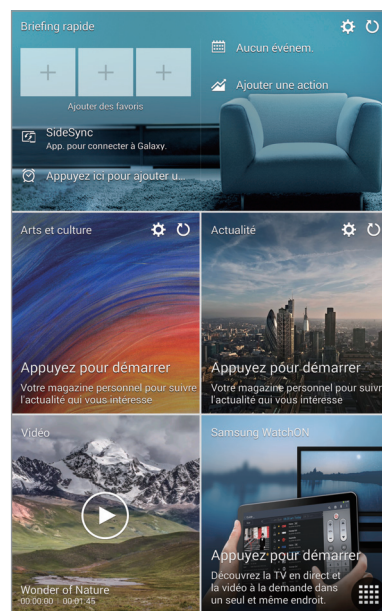 Briefing rapide
Aucun événem.
Ajouter une action
Ajouter des favoris
SideSync
App. pour connecter à Galaxy.
Appuyez ici pour ajouter u...
Arts et culture
Appuyez pour démarrer
Votre magazine personnel pour suivre
l'actualité qui vous intéresse
Actualité
Appuyez pour démarrer
Votre magazine personnel pour suivr
l'actualité qui vous intéresse
Vidéo
Wonder of Nature
00:00:00 00:01:45
Samsung WatchON
Appuyez pour démarrer
Découvrez la TV en direct et
la vidéo à la demande dans
un seul et même endroit.